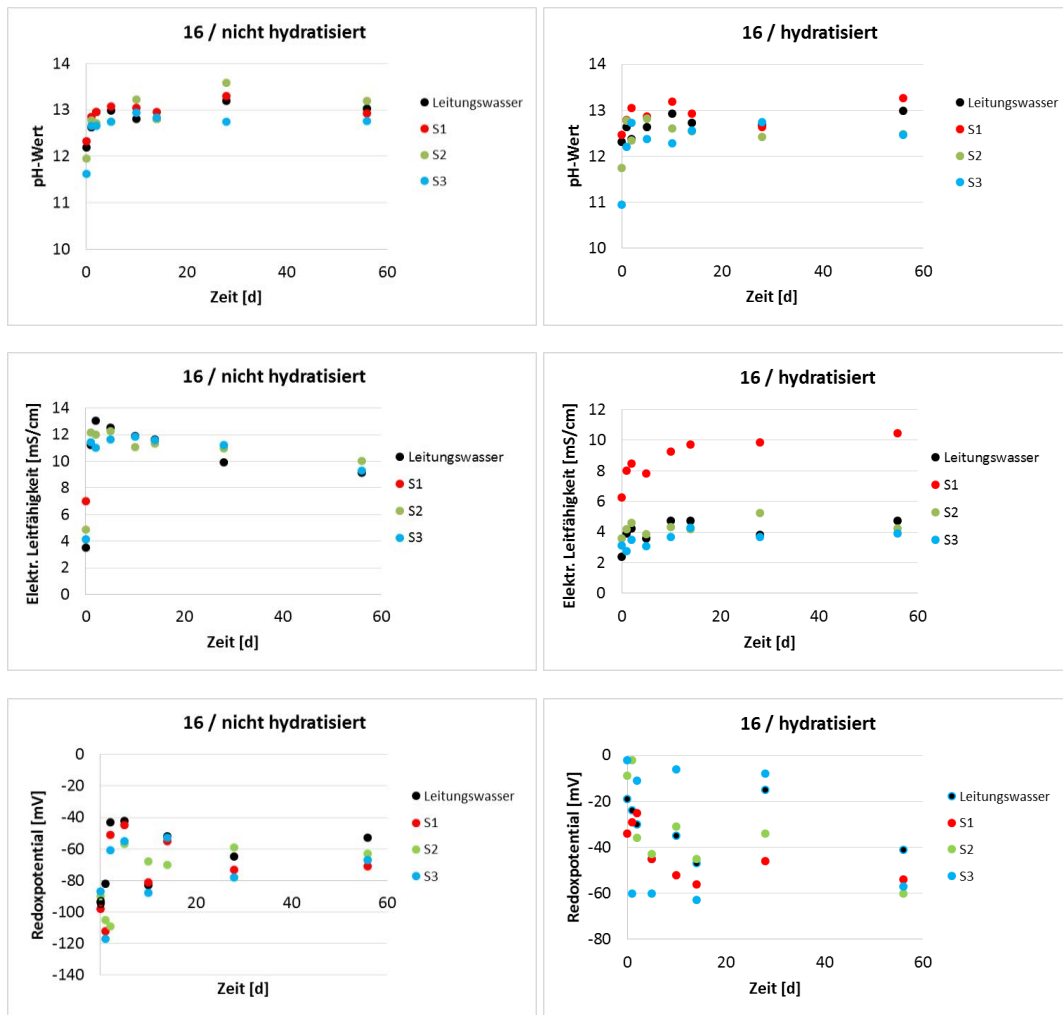 16 / nicht hydratisiert
pH-Wert
14
13
12
11
10
0
20
40
60
Zeit [d]
Leitungswasser
S1
S2
S3
16 / hydratisiert
pH-Wert
14
13
12
11
10
0
20
40
60
Zeit [d]
Leitungswasser
S1
S2
S3
16 / nicht hydratisiert
Elektr. Leitfähigkeit [mS/cm]
14
12
10
8
6
4
2
0
0
20
40
60
Zeit [d]
Leitungswasser
S1
S2
S3
16 / hydratisiert
Elektr. Leitfähigkeit [mS/cm]
12
10
8
6
4
2
0
0
20
40
60
Zeit [d]
Leitungswasser
S1
S2
S3
16 / nicht hydratisiert
Redoxpotential [mV]
0
-20
-40
-60
-80
-100
-120
-140
0
20
40
60
Zeit [d]
Leitungswasser
S1
S2
S3
16 / hydratisiert
Redoxpotential [mV]
0
-20
-40
-60
-80
0
20
40
60
Zeit [d]
Leitungswasser
S1
S2
S3